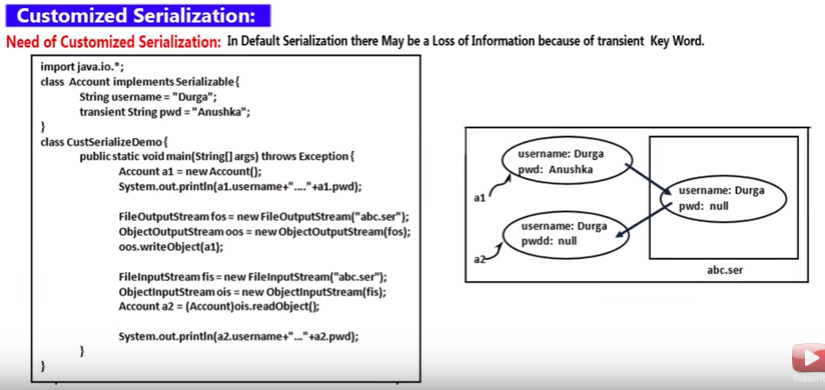 Customized Serialization:
Need of Customized Serialization: In Default Serialization there May be a Loss of Information because of transient Key Word.
import java.io.*;
class Account implements Serializable{
String username = "Durga";
transient String pwd = "Anushka";
}
class CustSerializeDemo{
public static void main(String[] args) throws Exception{
Account a1 = new Account();
System.out.println(a1.username+"...."+a1.pwd);
FileOutputStream fos = new FileOutputStream("abc.ser");
ObjectOutputStream oos = new ObjectOutputStream(fos);
oos.writeObject(a1);
FileInputStream fis = new FileInputStream("abc.ser");
ObjectInputStream ois = new ObjectInputStream(fis);
Account a2 = (Account)ois.readObject();
System.out.println(a2.username+"..."+a2.pwd);
}
}
username: Durga
pwd: Anushka
a1
username: Durga
pwd: null
username: Durga
pwdd: null
a2
abc.ser